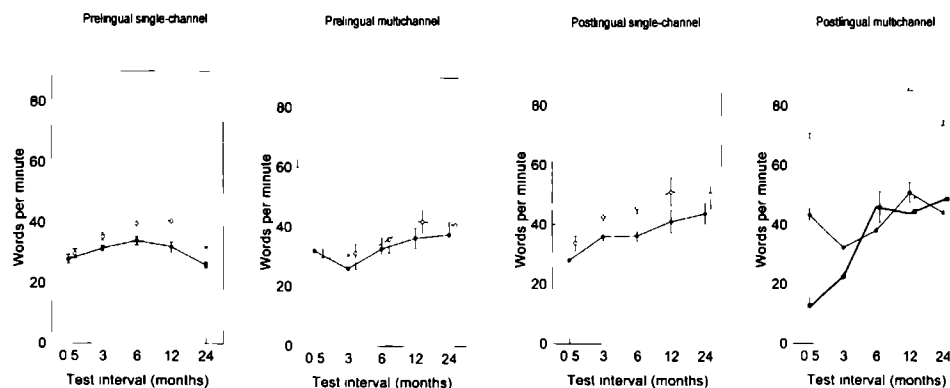 Prelingual single-channel
Words per minute
80
60
40
20
0
0 5 3 6 12 24
Test interval (months)
Prelingual multichannel
Words per minute
80
60
40
20
0
0 5 3 6 12 24
Test interval (months)
Postlingual single-channel
Words per minute
80
60
40
20
0
0 5 3 6 12 24
Test interval (months)
Postlingual multichannel
Words per minute
80
60
40
20
0
0 5 3 6 12 24
Test interval (months)